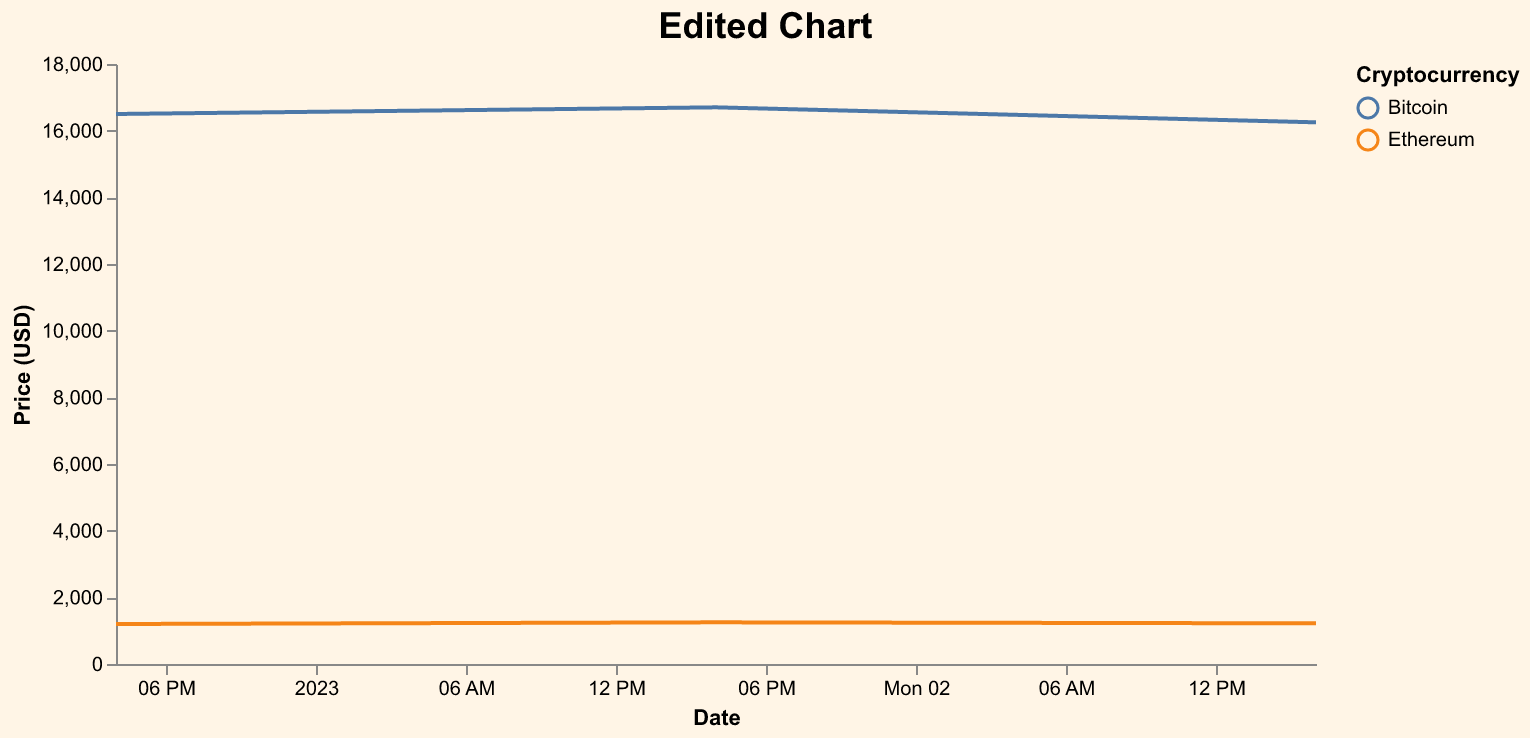 Edited Chart
Cryptocurrency
Bitcoin
Ethereum
Price (USD)
18,000
16,000
14,000
12,000
10,000
8,000
6,000
4,000
2,000
0
06 PM 2023 06 AM 12 PM 06 PM Mon 02 06 AM 12 PM
Date